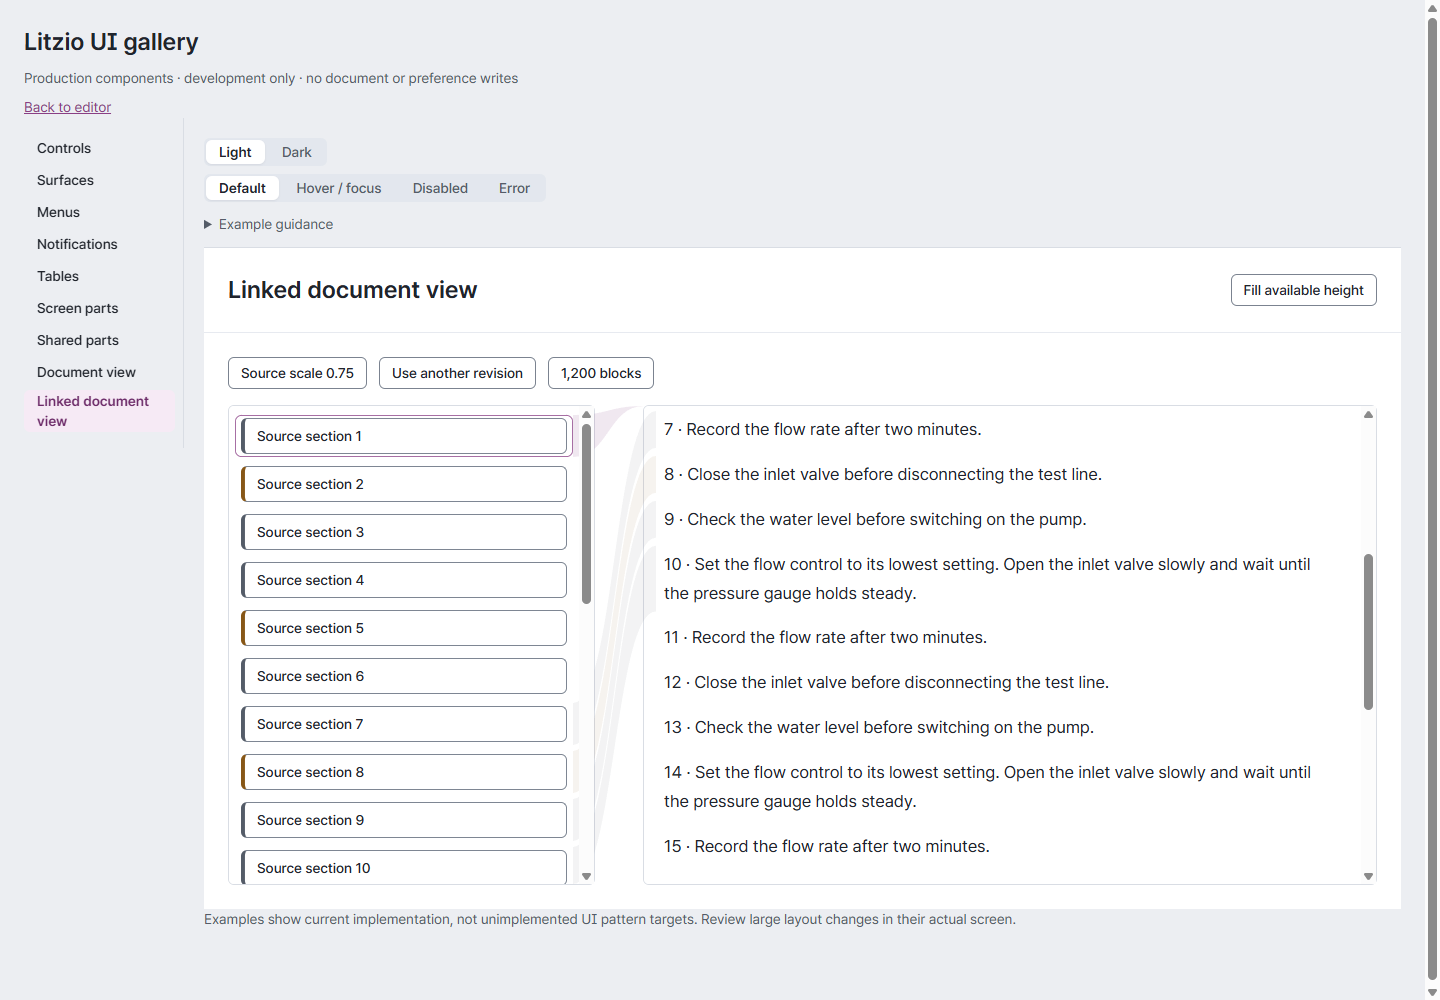 Litzio UI gallery
Production components · development only · no document or preference writes
Back to editor
Controls
Surfaces
Menus
Notifications
Tables
Screen parts
Shared parts
Document view
Linked document
view
Light Dark
Default Hover / focus Disabled Error
Example guidance
Linked document view
Fill available height
Source scale 0.75 Use another revision 1,200 blocks
Source section 1
Source section 2
Source section 3
Source section 4
Source section 5
Source section 6
Source section 7
Source section 8
Source section 9
Source section 10
7 · Record the flow rate after two minutes.
8 · Close the inlet valve before disconnecting the test line.
9 · Check the water level before switching on the pump.
10 · Set the flow control to its lowest setting. Open the inlet valve slowly and wait until
the pressure gauge holds steady.
11 · Record the flow rate after two minutes.
12 · Close the inlet valve before disconnecting the test line.
13 · Check the water level before switching on the pump.
14 · Set the flow control to its lowest setting. Open the inlet valve slowly and wait until
the pressure gauge holds steady.
15 · Record the flow rate after two minutes.
Examples show current implementation, not unimplemented UI pattern targets. Review large layout changes in their actual screen.